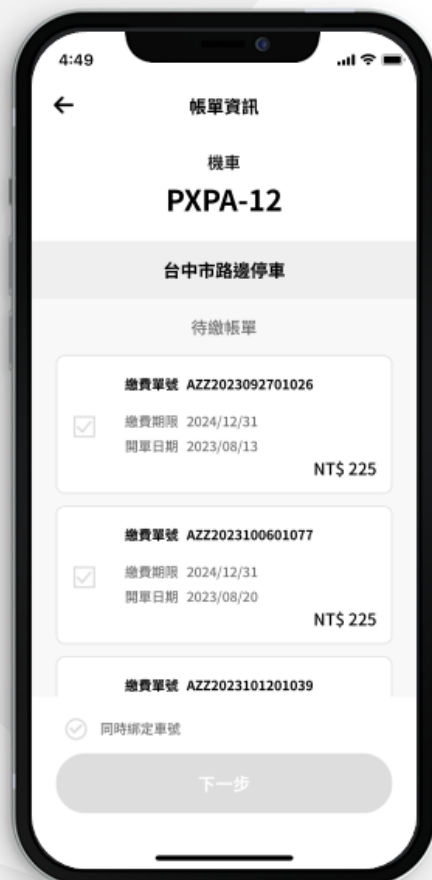 4:49
帳單資訊
機車
PXPA-12
台中市路邊停車
待繳帳單
繳費單號 AZZ2023092701026
繳費期限 2024/12/31
開單日期 2023/08/13
NT$ 225
繳費單號 AZZ2023100601077
繳費期限 2024/12/31
開單日期 2023/08/20
NT$ 225
繳費單號 AZZ2023101201039
同時綁定車號
下一步